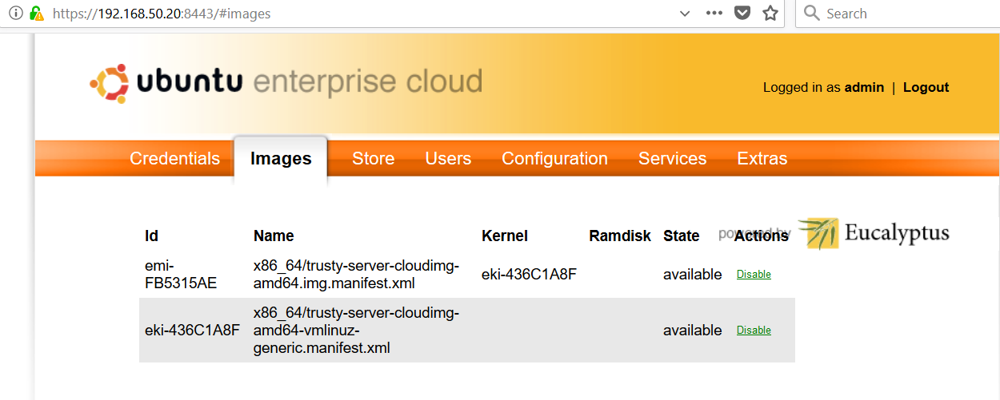 https://192.168.50.20:8443/#images
Search
ubuntu enterprise cloud
Logged in as admin | Logout
Credentials Images Store Users Configuration Services Extras
powered by Eucalyptus
Id Name Kernel Ramdisk State Actions
emi-
FB5315AE
x86_64/trusty-server-cloudimg-
amd64.img.manifest.xml
eki-436C1A8F
available
Disable
eki-436C1A8F
x86_64/trusty-server-cloudimg-
amd64-vmlinuz-
generic.manifest.xml
available
Disable